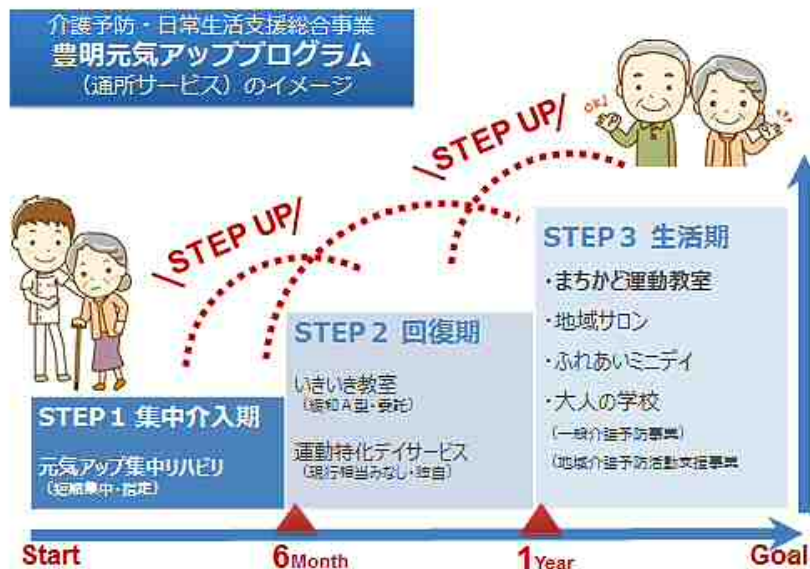 介護予防・日常生活支援総合事業
豊明元気アッププログラム
（通所サービス）のイメージ
STEP UP
STEP UP
OK!
STEP 1 集中介入期
元気アップ集中リハビリ
（短期集中・指定）
STEP 2 回復期
いきいき教室
（緩和A型・委託）
運動特化デイサービス
（現行相当みなし・独自）
STEP 3 生活期
・まちかど運動教室
・地域サロン
・ふれあいミニデイ
・大人の学校
（一般介護予防事業）
（地域介護予防活動支援事業
Start
6 Month
1 Year
Goal